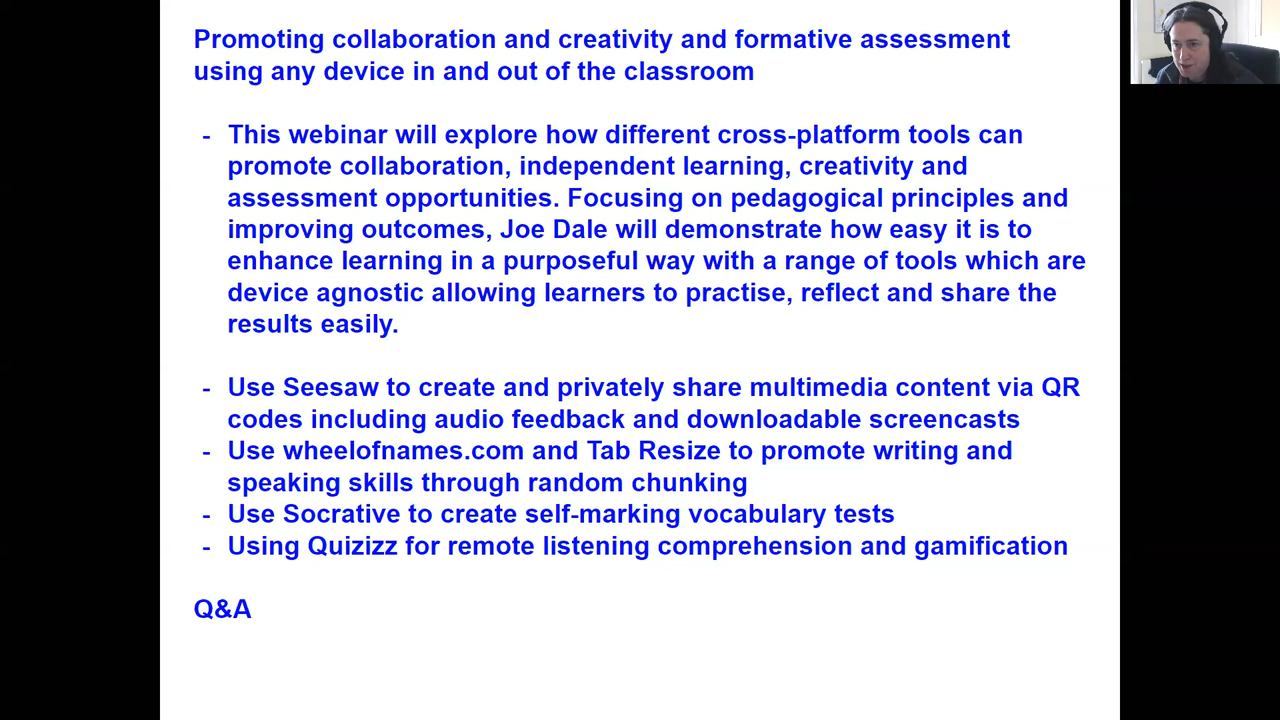 Promoting collaboration and creativity and formative assessment
using any device in and out of the classroom
- This webinar will explore how different cross-platform tools can
promote collaboration, independent learning, creativity and
assessment opportunities. Focusing on pedagogical principles and
improving outcomes, Joe Dale will demonstrate how easy it is to
enhance learning in a purposeful way with a range of tools which are
device agnostic allowing learners to practise, reflect and share the
results easily.
- Use Seesaw to create and privately share multimedia content via QR
codes including audio feedback and downloadable screencasts
- Use wheelofnames.com and Tab Resize to promote writing and
speaking skills through random chunking
- Use Socrative to create self-marking vocabulary tests
- Using Quizizz for remote listening comprehension and gamification
Q&A